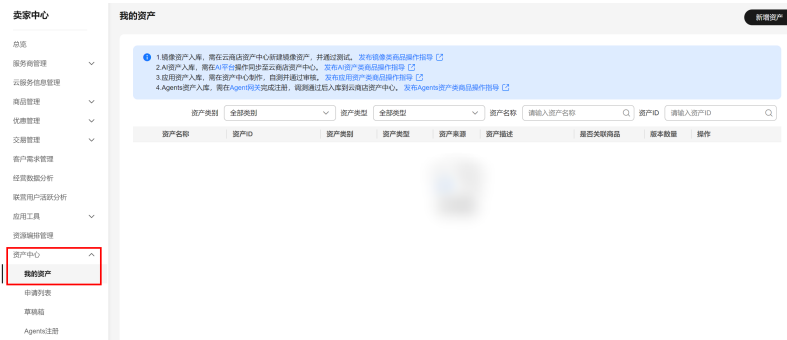 卖家中心
总览
服务商管理
云服务信息管理
商品管理
优惠管理
交易管理
客户需求管理
经营数据分析
联营用户活跃分析
应用工具
资源编排管理
资产中心
我的资产
申请列表
草稿箱
Agents注册
我的资产
新增资产
1.镜像资产入库，需在云商店资产中心新建镜像资产，并通过测试。 发布镜像类商品操作指导
2.AI资产入库，需在AI平台操作同步至云商店资产中心。 发布AI资产类商品操作指导
3.应用资产入库，需在资产中心制作，自测并通过审核。 发布应用资产类商品操作指导
4.Agents资产入库，需在Agent网关完成注册，调测通过后入库到云商店资产中心。 发布Agents资产类商品操作指导
资产类别 全部类别 资产类型 全部类型 资产名称 请输入资产名称 资产ID 请输入资产ID
资产名称 资产ID 资产类别 资产类型 资产来源 资产描述 是否关联商品 版本数量 操作